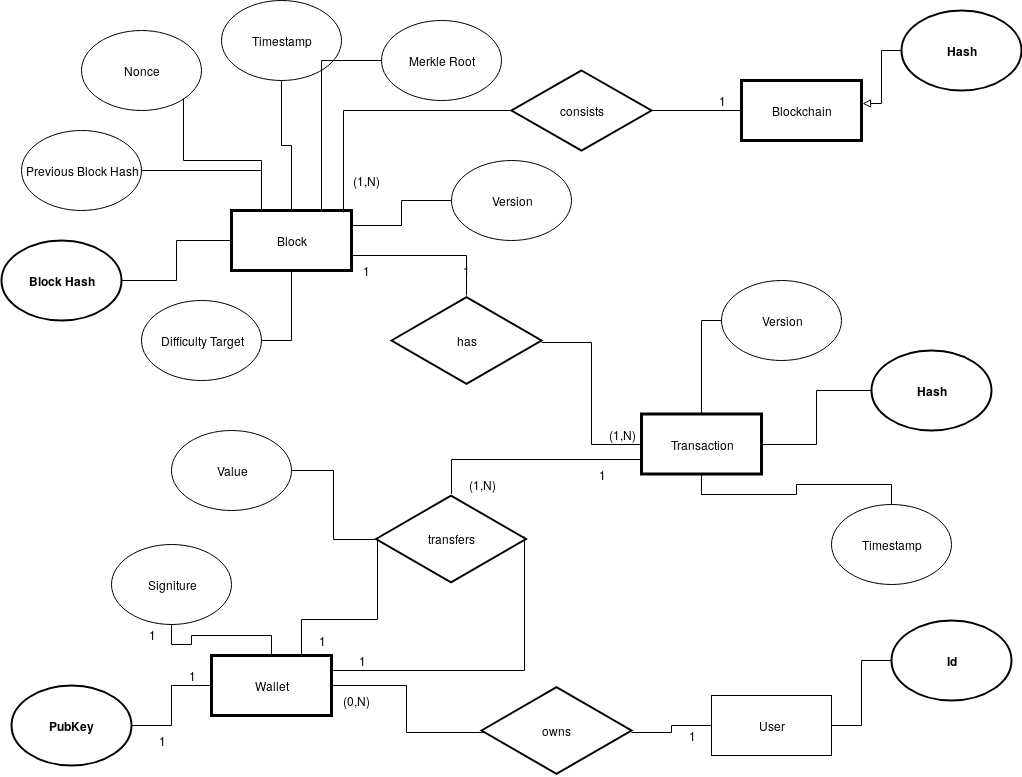 Timestamp
Hash
Merkle Root
Nonce
1
consists
Blockchain
Previous Block Hash
(1,N)
Version
Block
1
1
Block Hash
Version
Difficulty Target
has
Hash
(1,N)
Transaction
Value
1
(1,N)
transfers
Timestamp
Signiture
1
1
1
Id
1
Wallet
(0,N)
PubKey
User
owns
1
1